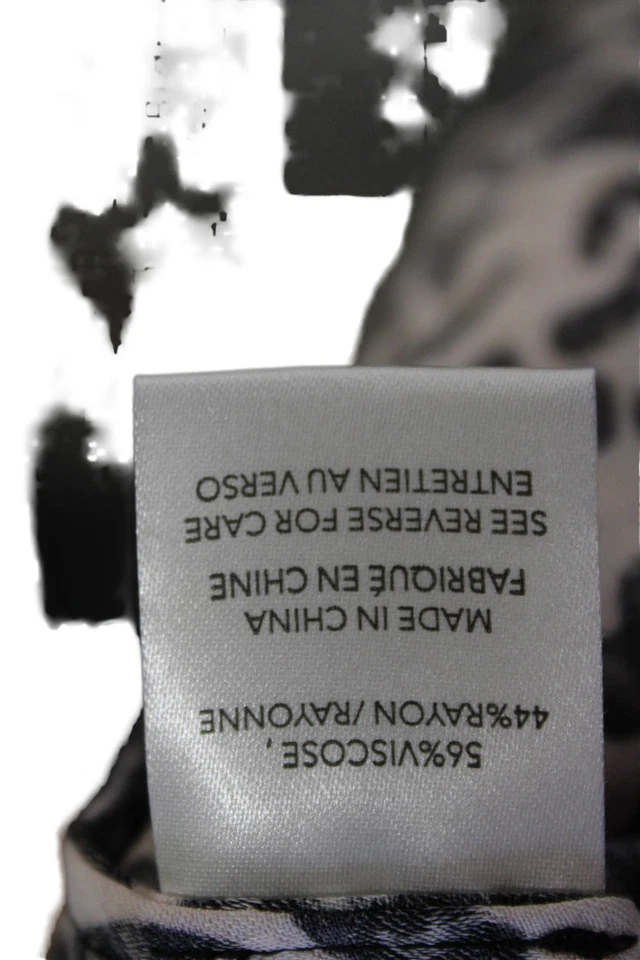 56%VISCOSE,
44%RAYON/RAYONNE
MADE IN CHINA
FABRIQUÉ EN CHINE
SEE REVERSE FOR CARE
ENTRETIEN AU VERSO